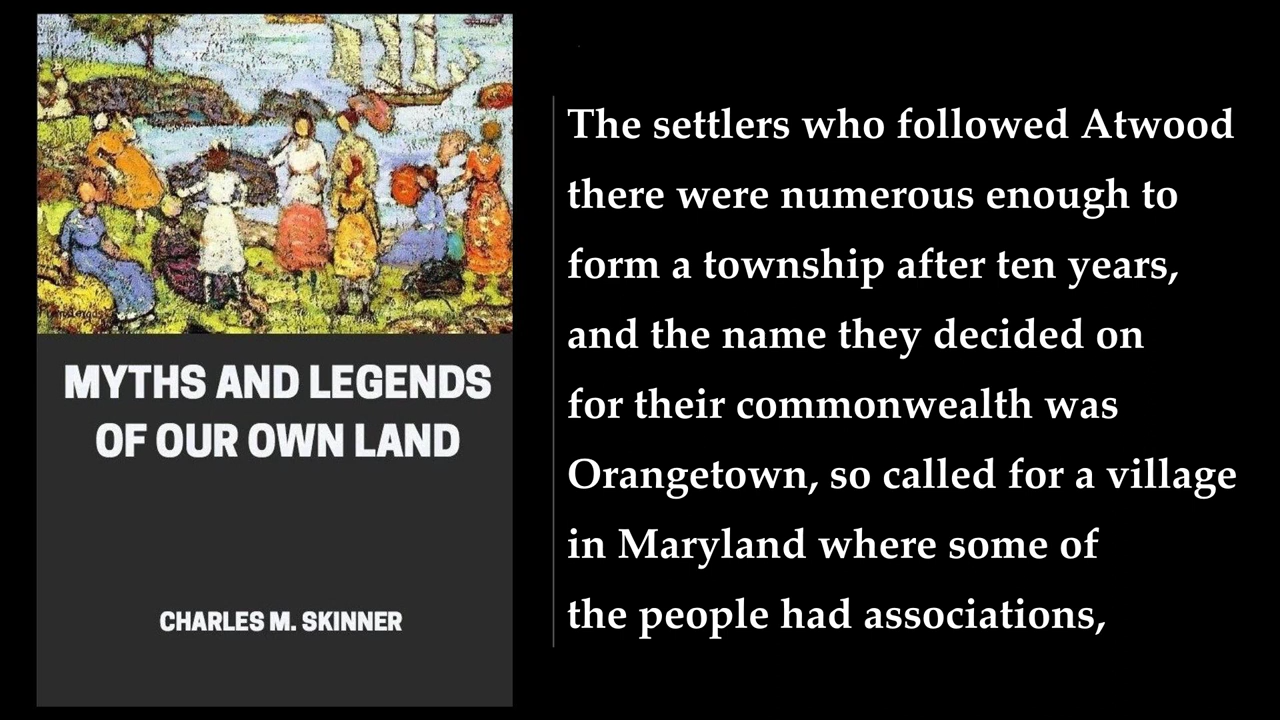 MYTHS AND LEGENDS
OF OUR OWN LAND
CHARLES M. SKINNER
The settlers who followed Atwood
there were numerous enough to
form a township after ten years,
and the name they decided on
for their commonwealth was
Orangetown, so called for a village
in Maryland where some of
the people had associations,